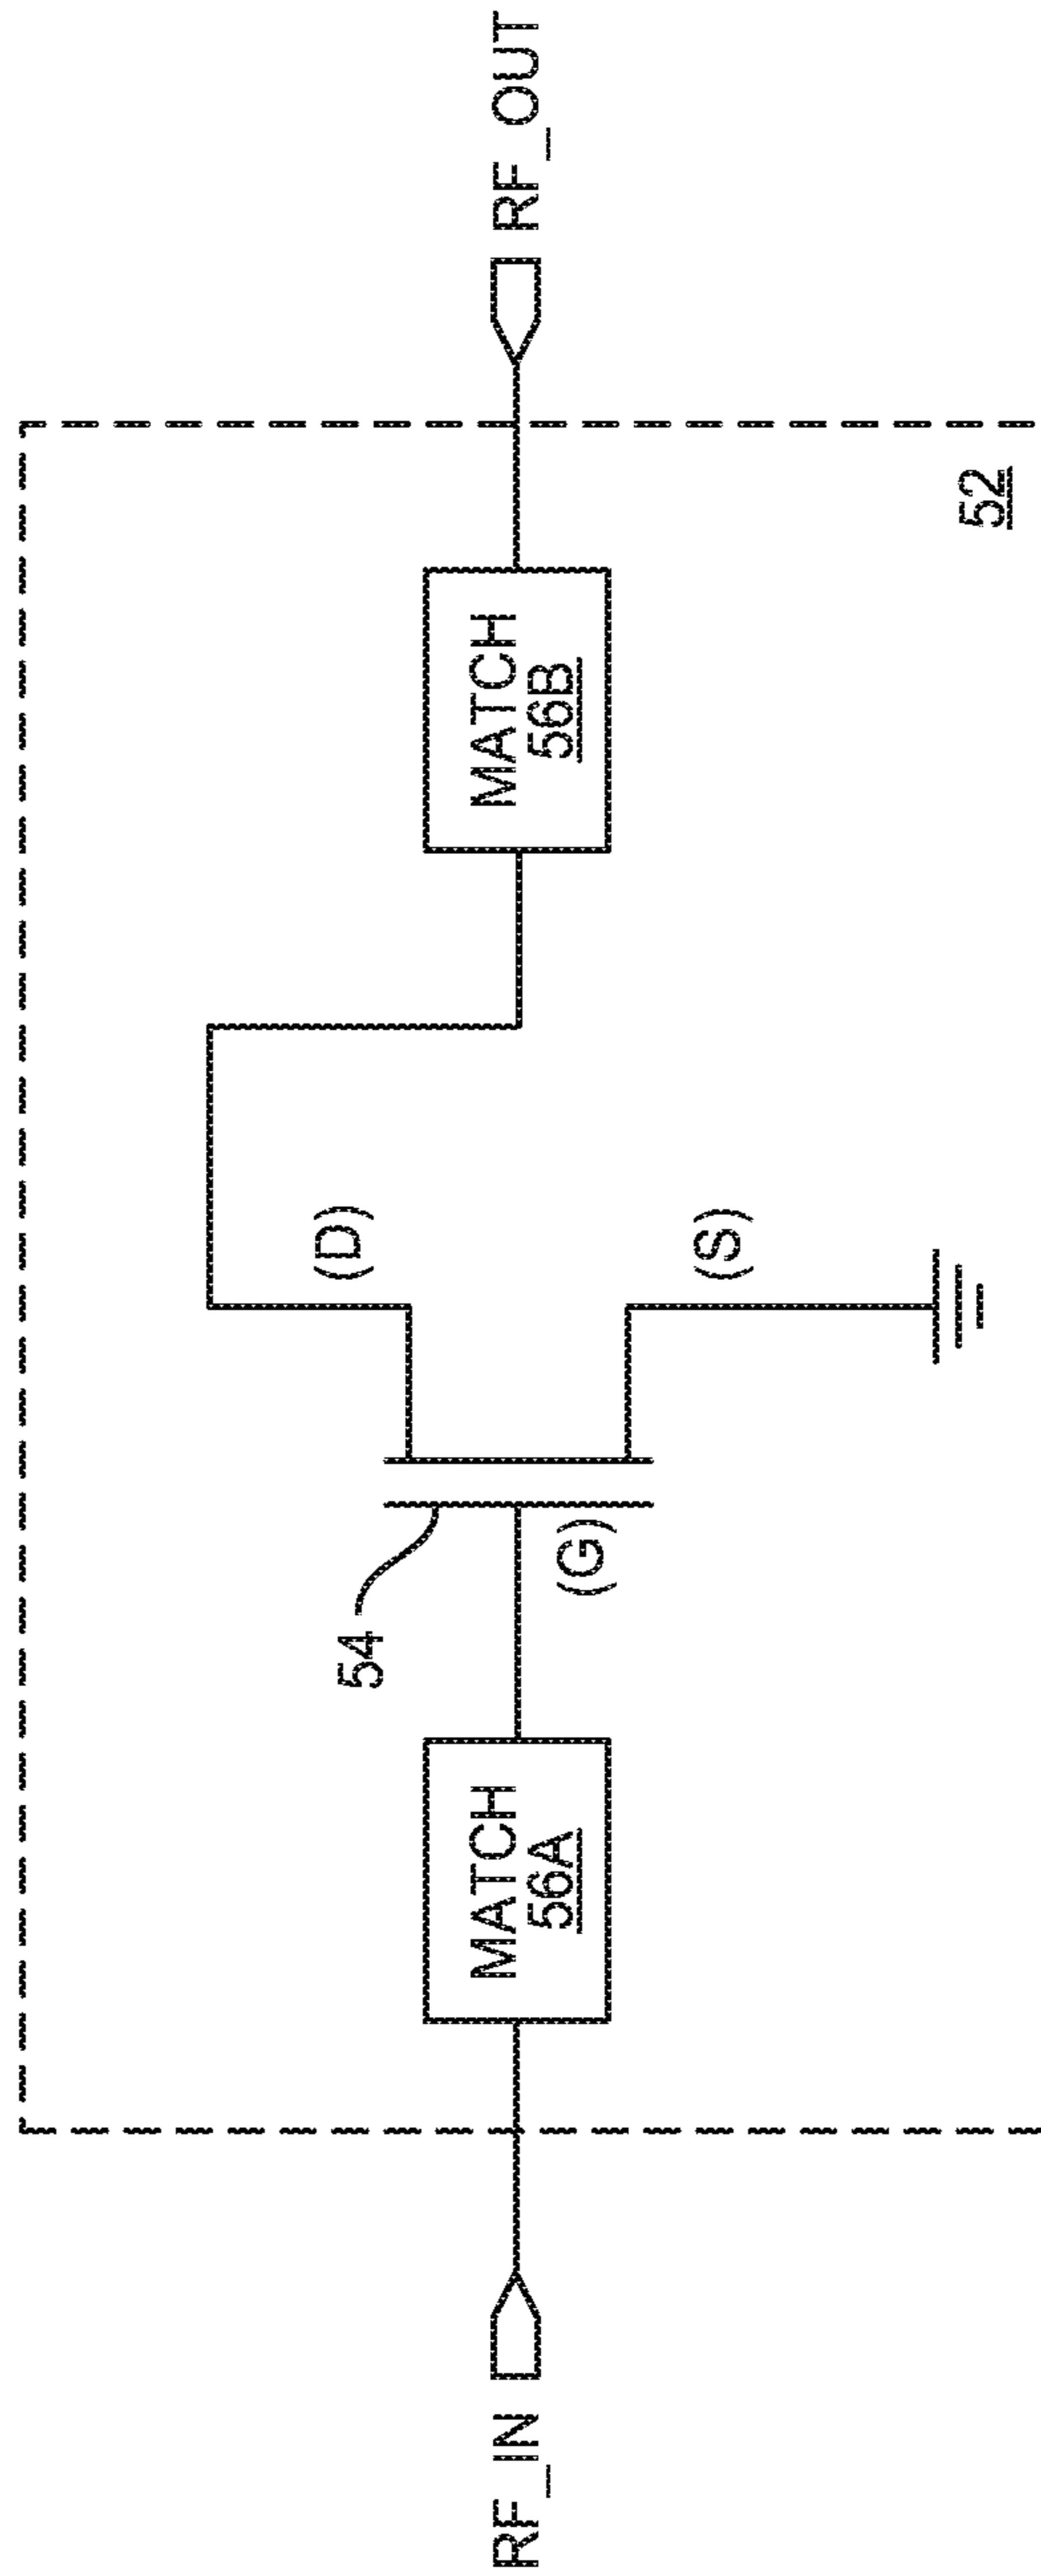 RF_IN
MATCH
56A
54
(G)
(D)
(S)
MATCH
56B
52
RF_OUT